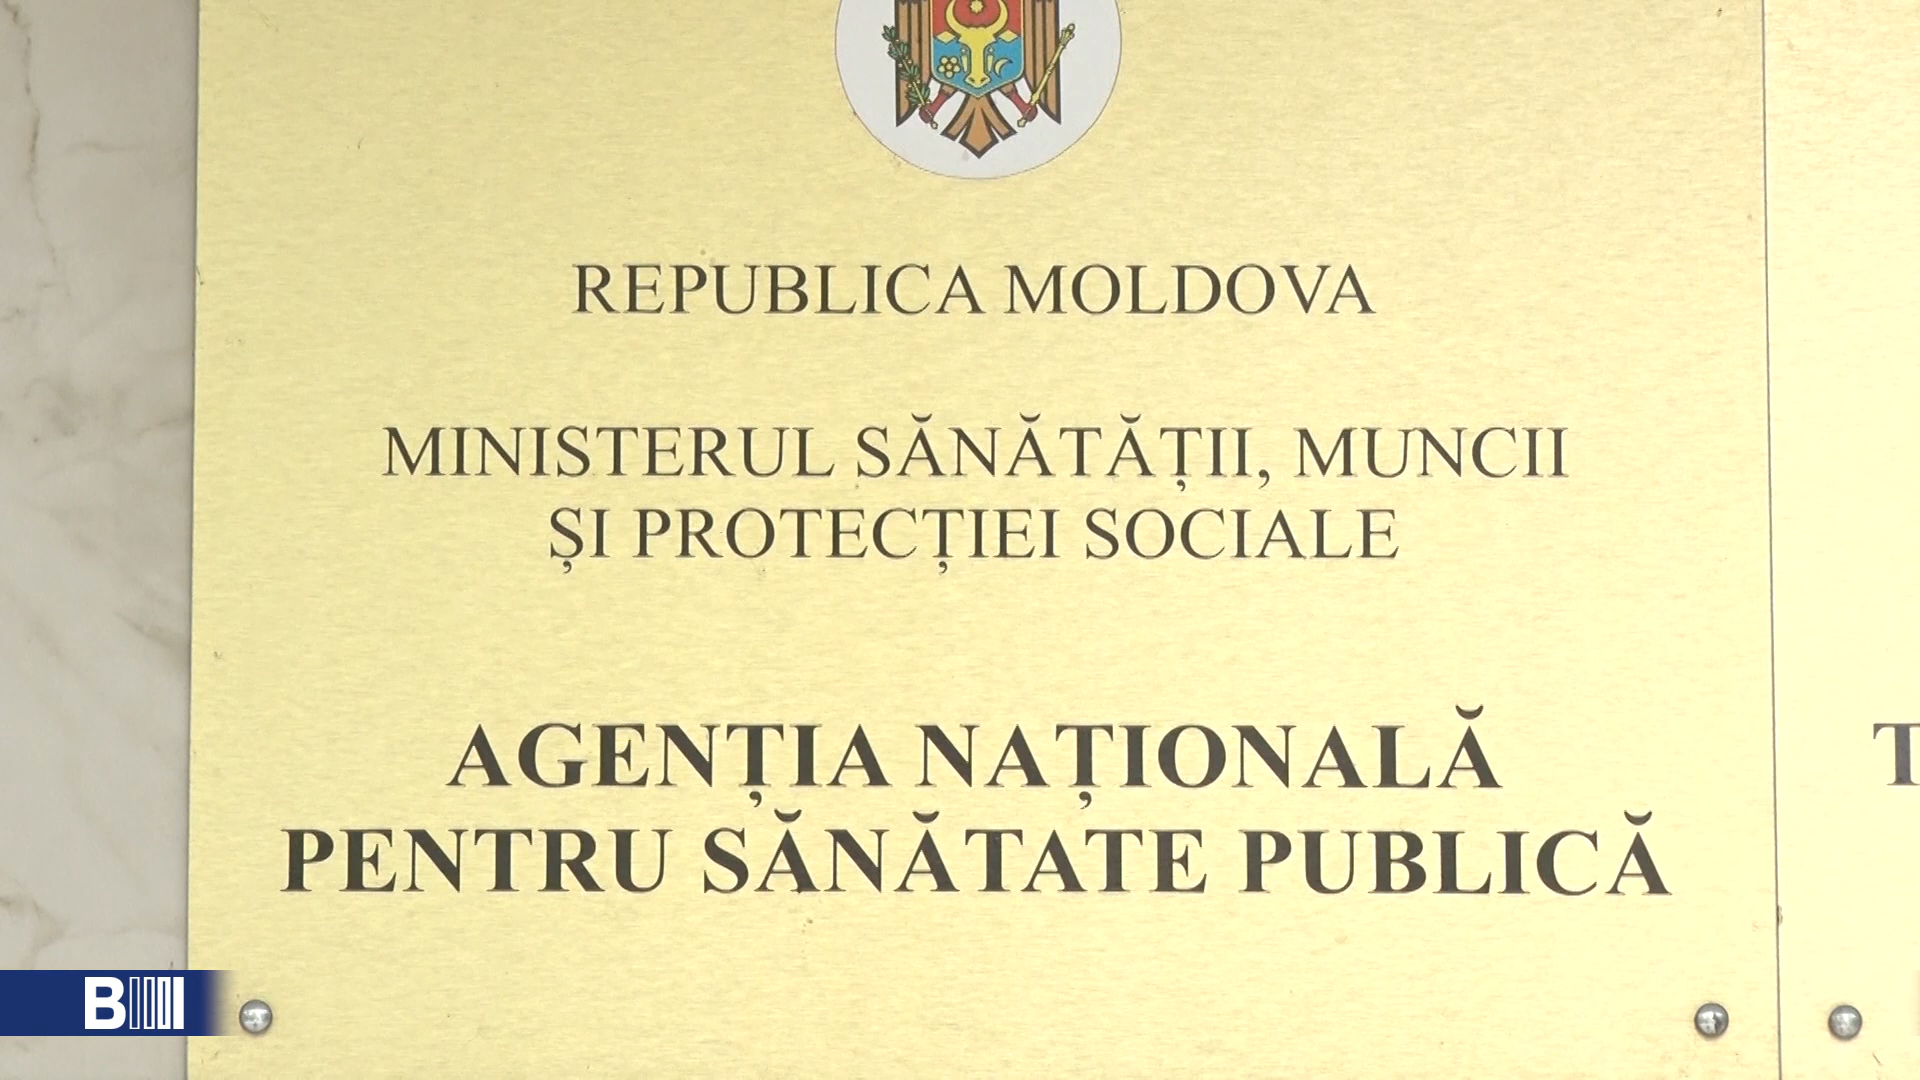 REPUBLICA MOLDOVA
MINISTERUL SĂNĂTĂȚII, MUNCII
ȘI PROTECȚIEI SOCIALE
AGENȚIA NAȚIONALĂ
PENTRU SĂNĂTATE PUBLICĂ
T
B